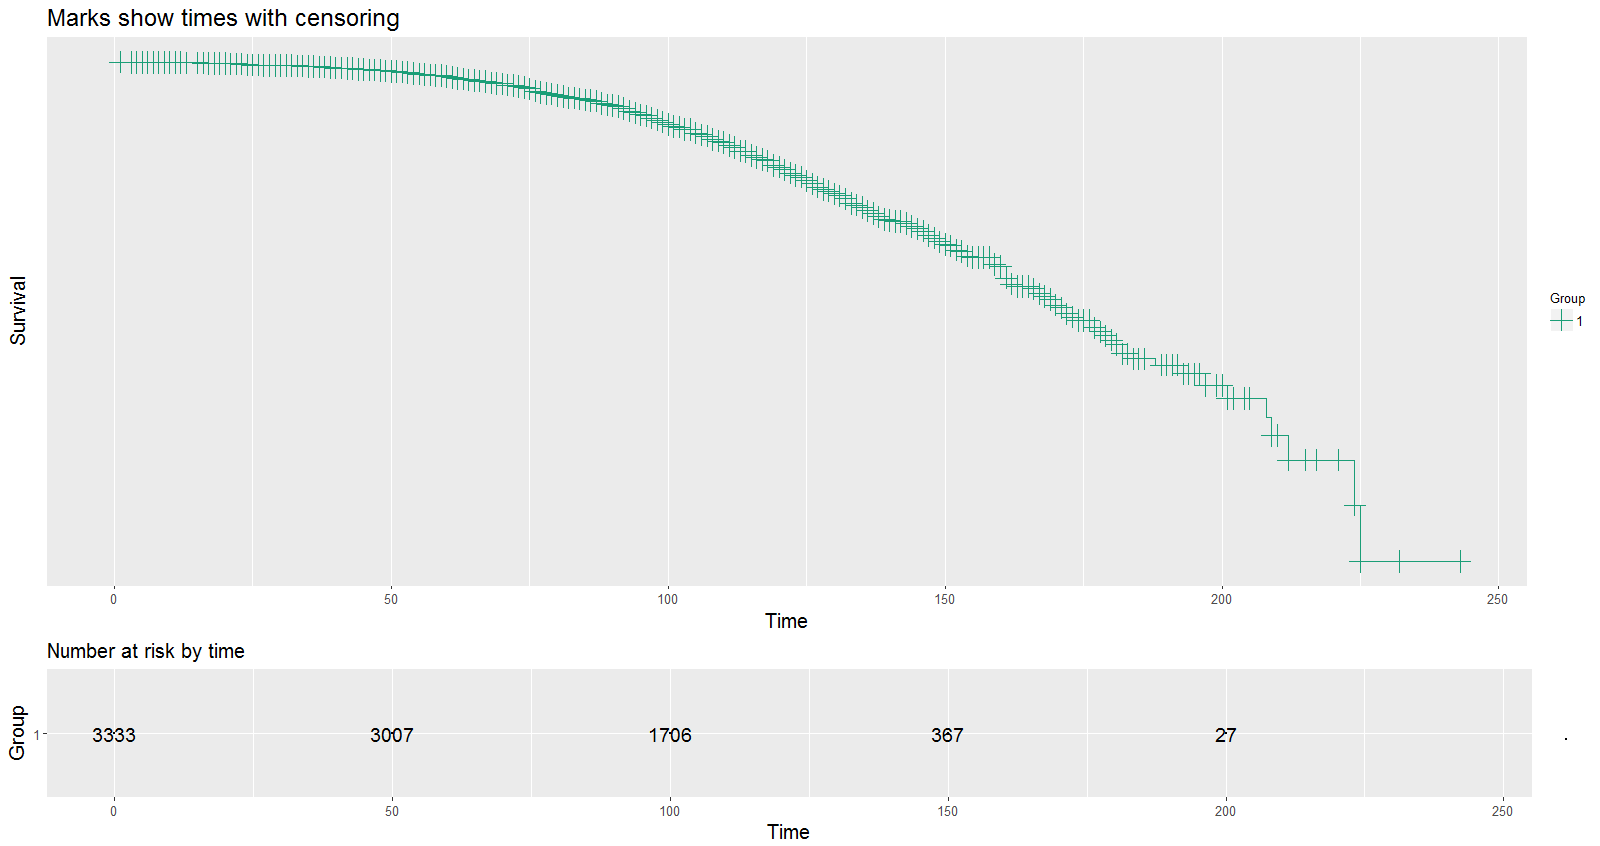 Marks show times with censoring
Survival
Group
1
0 50 100 150 200 250
Time
Number at risk by time
Group
1 3333 3007 1706 367 27 .
0 50 100 150 200 250
Time